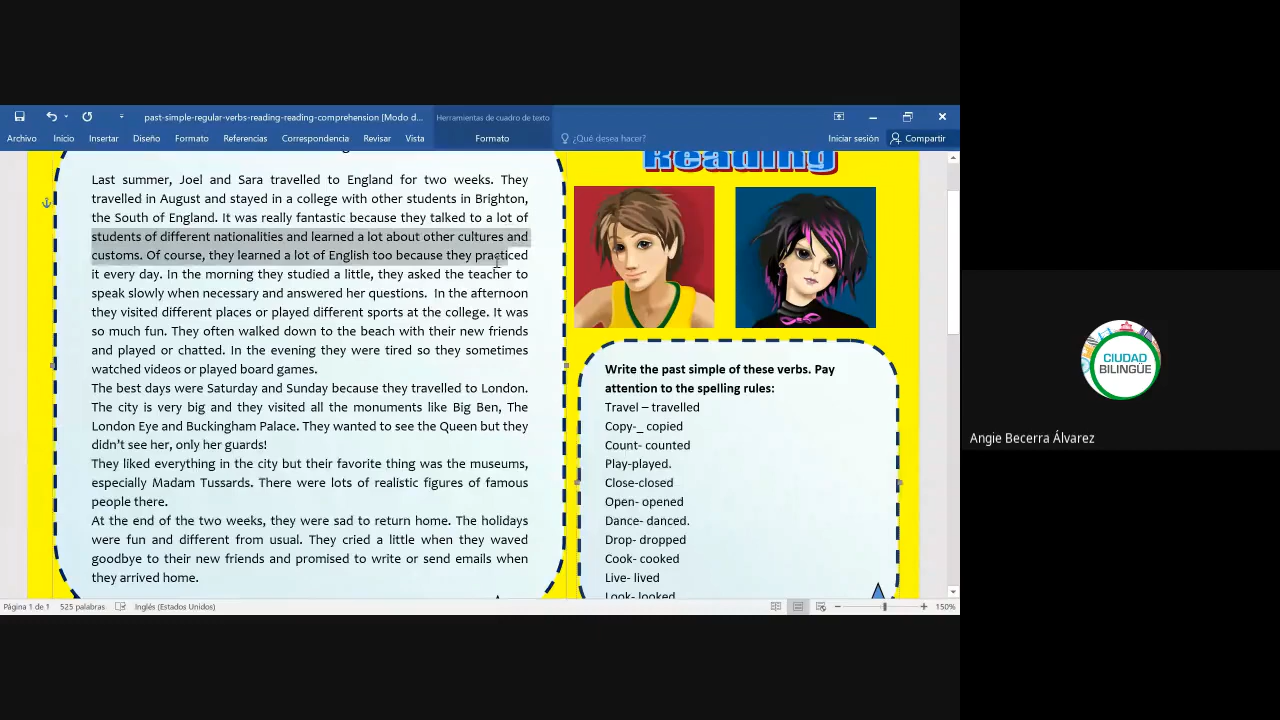 past-simple-regular-verbs-reading-reading-comprehension [Modo d...
Herramientas de cuadro de texto
Archivo
Inicio
Insertar
Diseño
Formato
Referencias
Correspondencia
Revisar
Vista
Formato
¿Qué desea hacer?
Iniciar sesión
Compartir
Last summer, Joel and Sara travelled to England for two weeks. They
travelled in August and stayed in a college with other students in Brighton,
the South of England. It was really fantastic because they talked to a lot of
students of different nationalities and learned a lot about other cultures and
customs. Of course, they learned a lot of English too because they practiced
it every day. In the morning they studied a little, they asked the teacher to
speak slowly when necessary and answered her questions. In the afternoon
they visited different places or played different sports at the college. It was
so much fun. They often walked down to the beach with their new friends
and played or chatted. In the evening they were tired so they sometimes
watched videos or played board games.
The best days were Saturday and Sunday because they travelled to London.
The city is very big and they visited all the monuments like Big Ben, The
London Eye and Buckingham Palace. They wanted to see the Queen but they
didn't see her, only her guards!
They liked everything in the city but their favorite thing was the museums,
especially Madam Tussards. There were lots of realistic figures of famous
people there.
At the end of the two weeks, they were sad to return home. The holidays
were fun and different from usual. They cried a little when they waved
goodbye to their new friends and promised to write or send emails when
they arrived home.
Reading
Write the past simple of these verbs. Pay
attention to the spelling rules:
Travel – travelled
Copy-_ copied
Count- counted
Play-played.
Close-closed
Open- opened
Dance- danced.
Drop- dropped
Cook- cooked
Live- lived
Look- looked
Página 1 de 1
525 palabras
Inglés (Estados Unidos)
150%
CIUDAD
BILINGÜE
Angie Becerra Álvarez